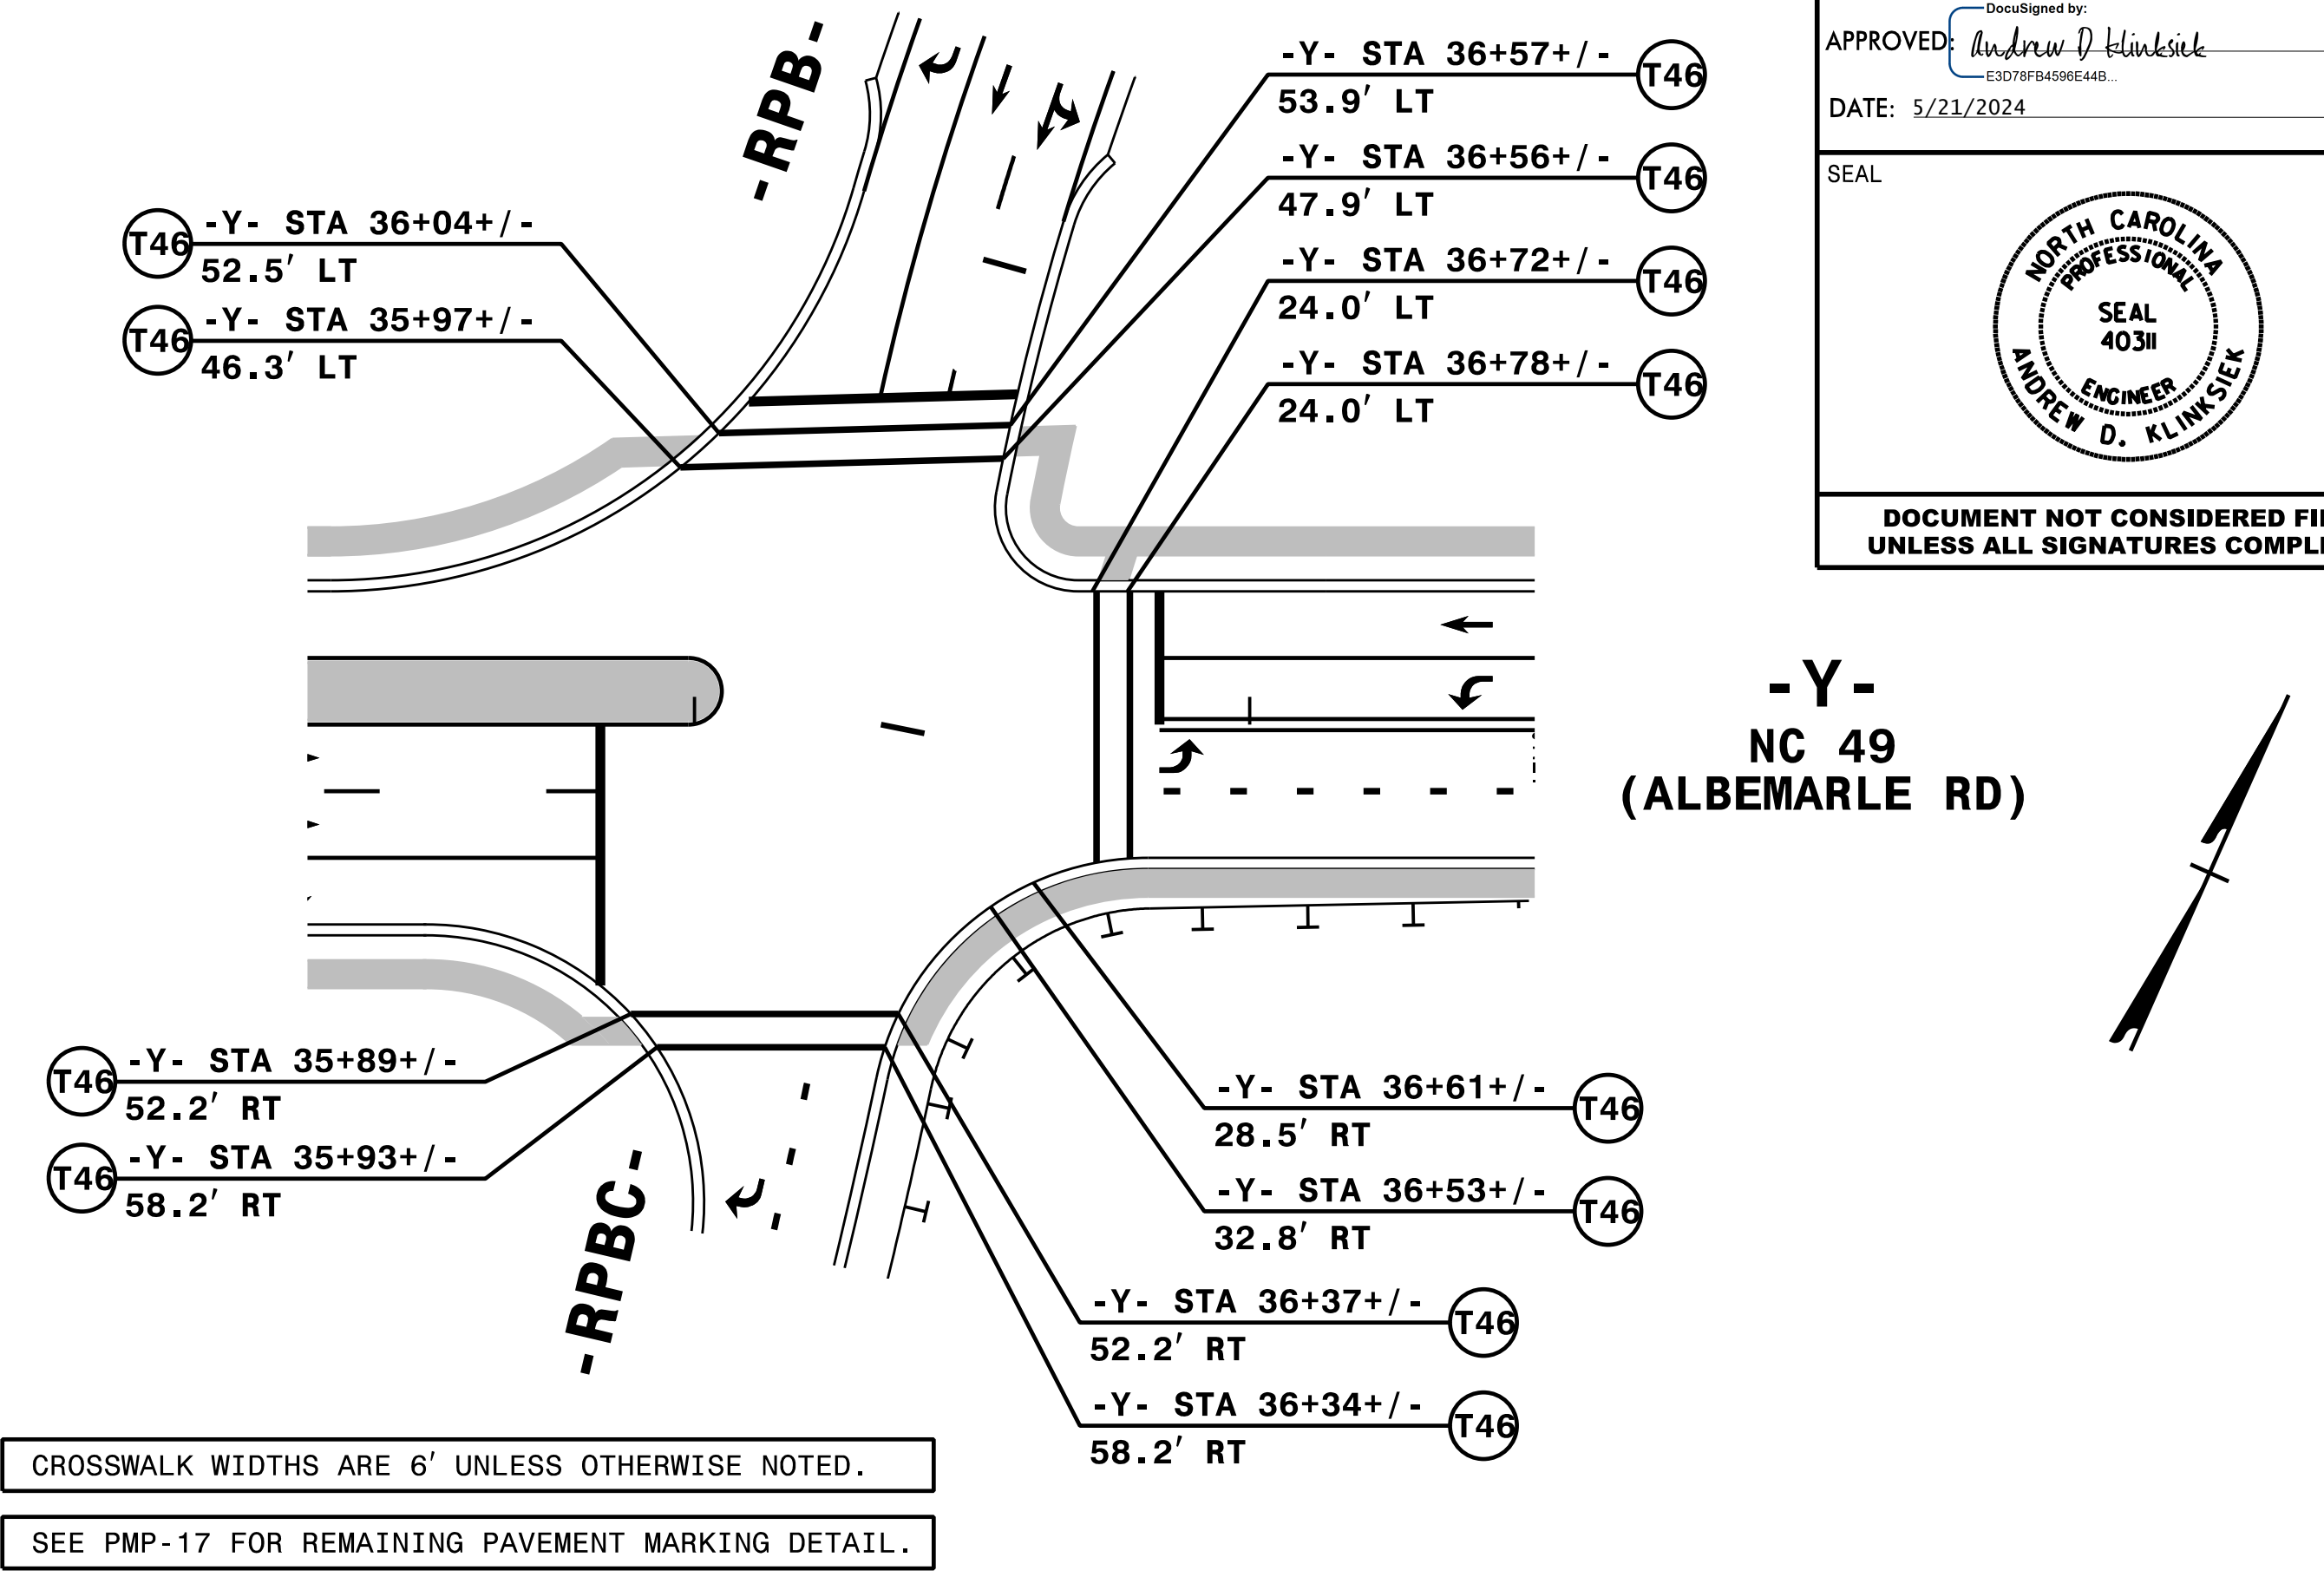 -RPB-
-Y- STA 36+57+/-
53.9' LT
T46
-Y- STA 36+56+/-
47.9' LT
T46
-Y- STA 36+72+/-
24.0' LT
T46
-Y- STA 36+78+/-
24.0' LT
T46
T46
-Y- STA 36+04+/-
52.5' LT
T46
-Y- STA 35+97+/-
46.3' LT
DocuSigned by:
APPROVED:
Andrew D Klinksiek
E3D78FB4596E44B...
DATE: 5/21/2024
SEAL
NORTH CAROLINA
PROFESSIONAL
SEAL
40311
ENGINEER
ANDREW D. KLINKSIEK
DOCUMENT NOT CONSIDERED
UNLESS ALL SIGNATURES
-Y-
NC 49
(ALBEMARLE RD)
T46
-Y- STA 35+89+/-
52.2' RT
T46
-Y- STA 35+93+/-
58.2' RT
-RPBC-
-Y- STA 36+61+/-
28.5' RT
T46
-Y- STA 36+53+/-
32.8' RT
T46
-Y- STA 36+37+/-
52.2' RT
T46
-Y- STA 36+34+/-
58.2' RT
T46
CROSSWALK WIDTHS ARE 6' UNLESS OTHERWISE NOTED.
SEE PMP-17 FOR REMAINING PAVEMENT MARKING DETAIL.